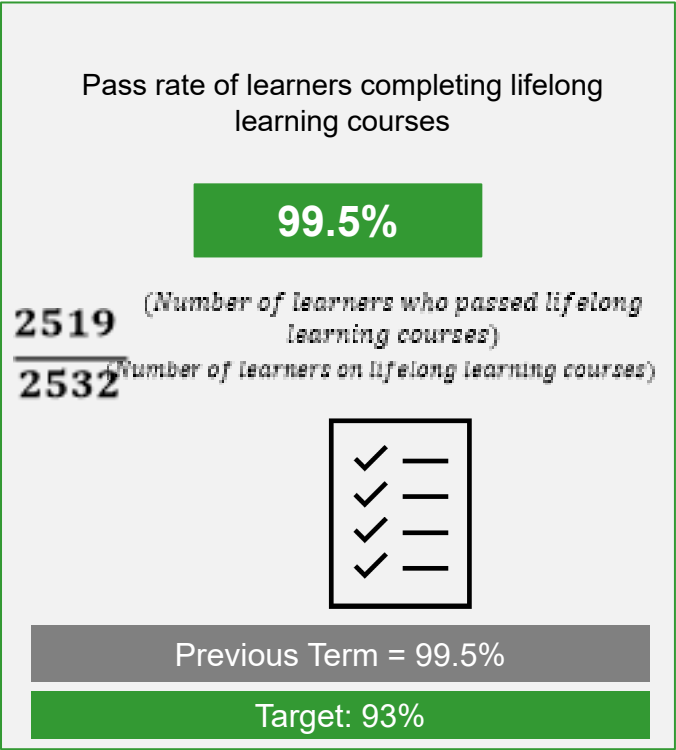 Pass rate of learners completing lifelong
learning courses
99.5%
2519
(Number of learners who passed lifelong
learning courses)
2532
(Number of learners on lifelong learning courses)
Previous Term = 99.5%
Target: 93%